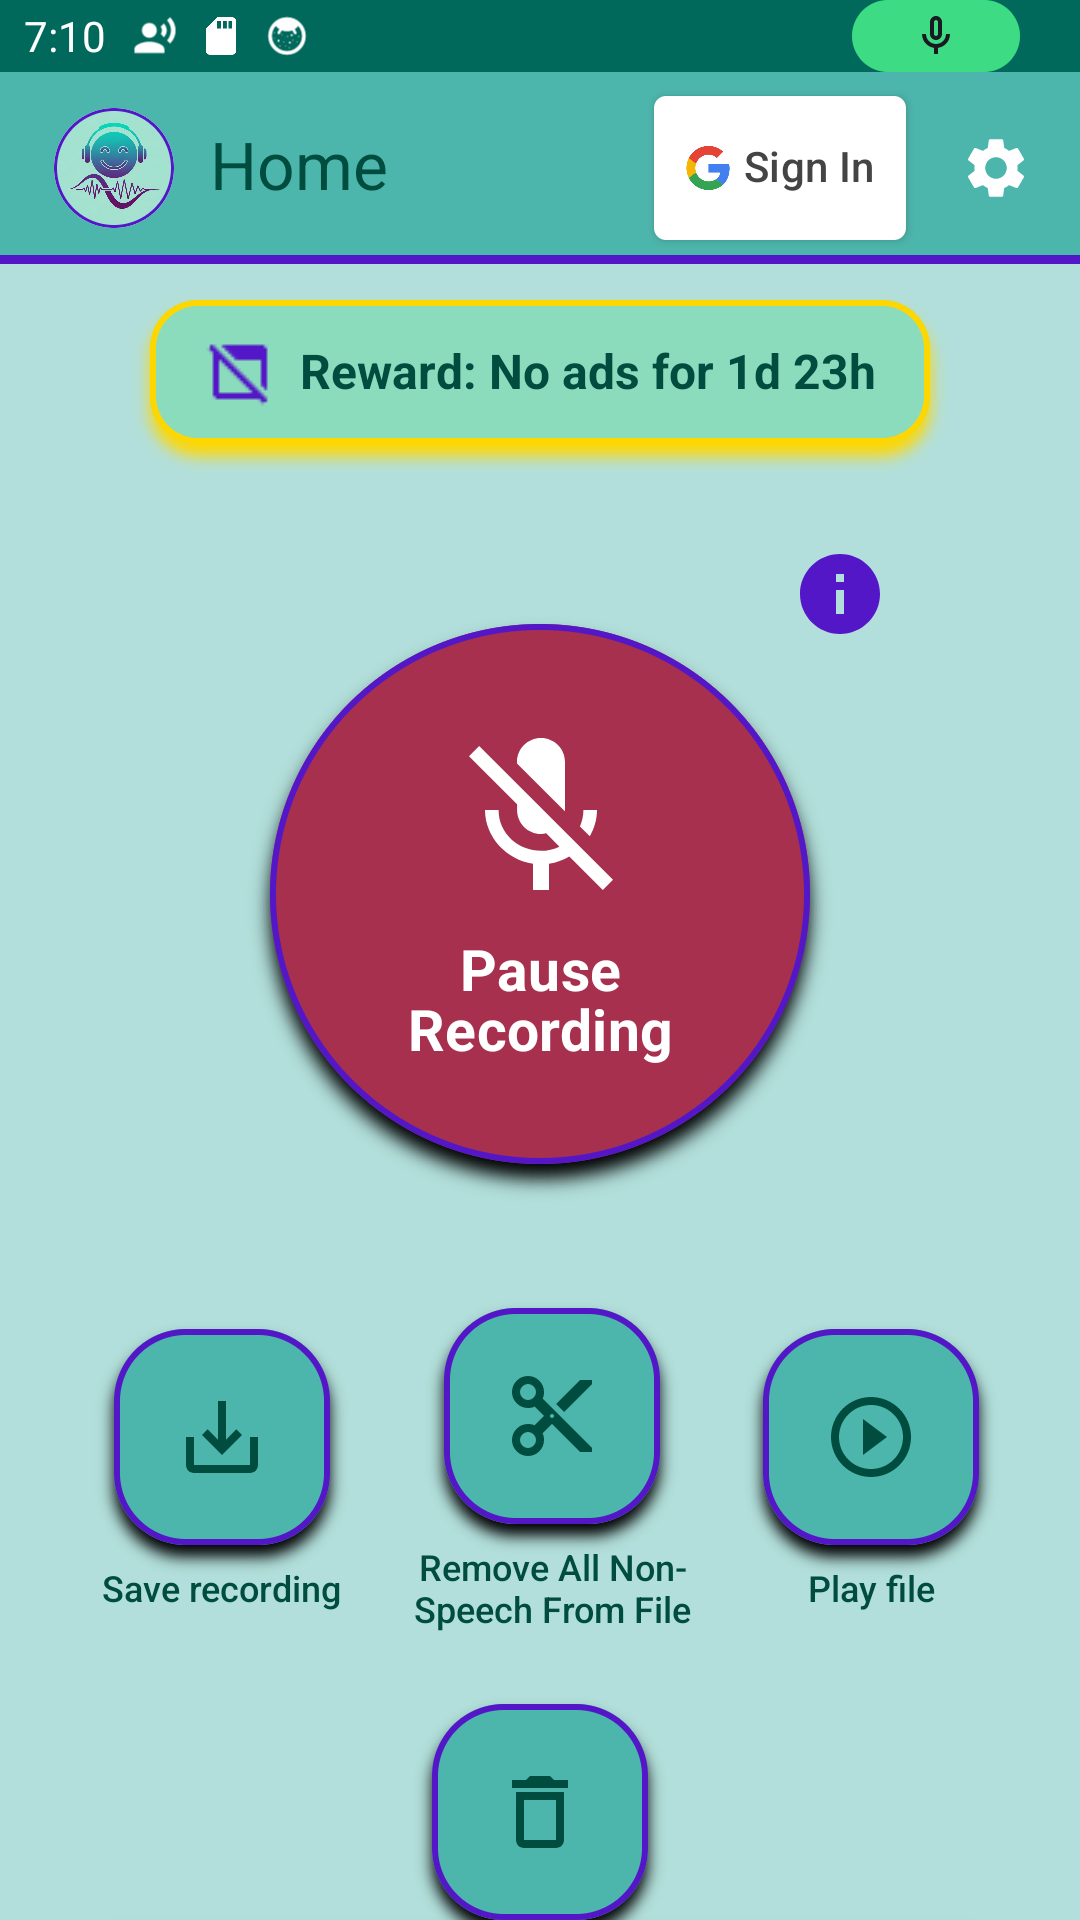 7:10
Home
Sign In
Reward: No ads for 1d 23h
Pause
Recording
Save recording
Remove All Non-
Speech From File
Play file